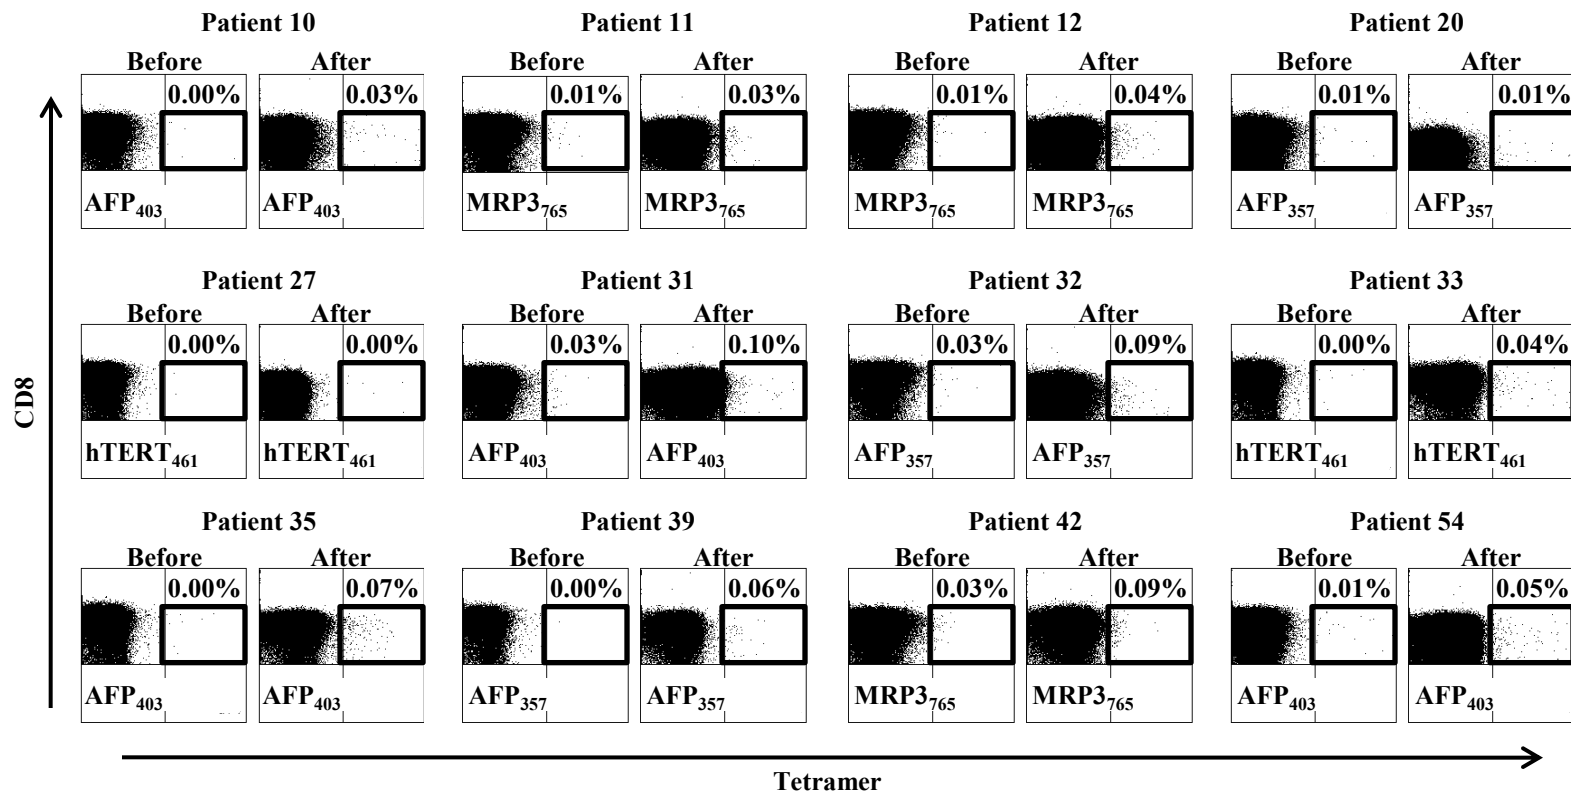 Patient 10 Patient 11 Patient 12 Patient 20
Before After Before After Before After Before After
0.00% 0.03% 0.01% 0.03% 0.01% 0.04% 0.01% 0.01%
AFP₄₀₃ AFP₄₀₃ MRP3₇₆₅ MRP3₇₆₅ MRP3₇₆₅ MRP3₇₆₅ AFP₃₅₇ AFP₃₅₇
Patient 27 Patient 31 Patient 32 Patient 33
Before After Before After Before After Before After
0.00% 0.00% 0.03% 0.10% 0.03% 0.09% 0.00% 0.04%
CD8
hTERT₄₆₁ hTERT₄₆₁ AFP₄₀₃ AFP₄₀₃ AFP₃₅₇ AFP₃₅₇ hTERT₄₆₁ hTERT₄₆₁
Patient 35 Patient 39 Patient 42 Patient 54
Before After Before After Before After Before After
0.00% 0.07% 0.00% 0.06% 0.03% 0.09% 0.01% 0.05%
AFP₄₀₃ AFP₄₀₃ AFP₃₅₇ AFP₃₅₇ MRP3₇₆₅ MRP3₇₆₅ AFP₄₀₃ AFP₄₀₃
Tetramer